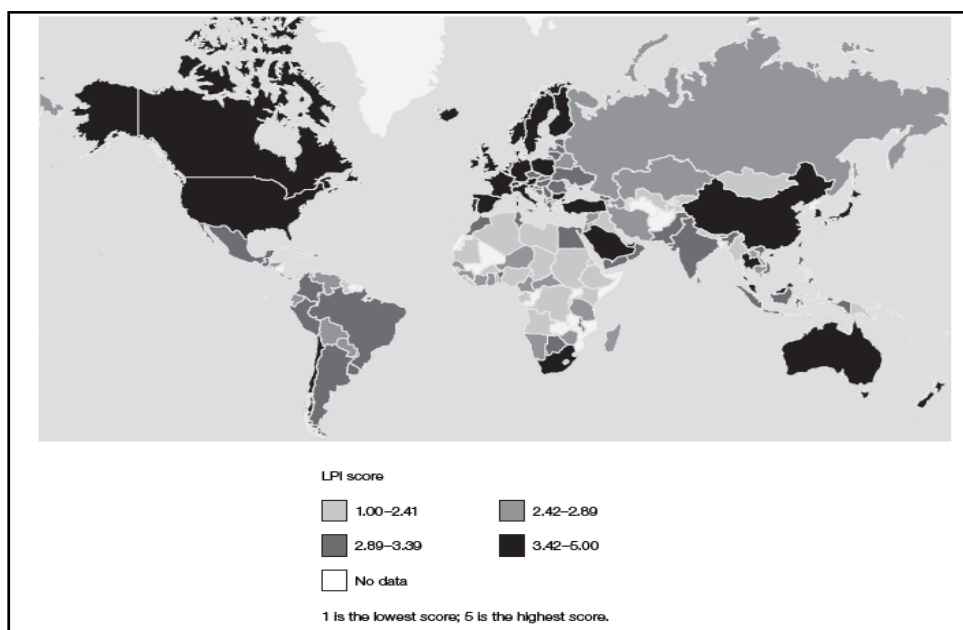 LPI score
1.00–2.41
2.42–2.89
2.89–3.39
3.42–5.00
No data
1 is the lowest score; 5 is the highest score.